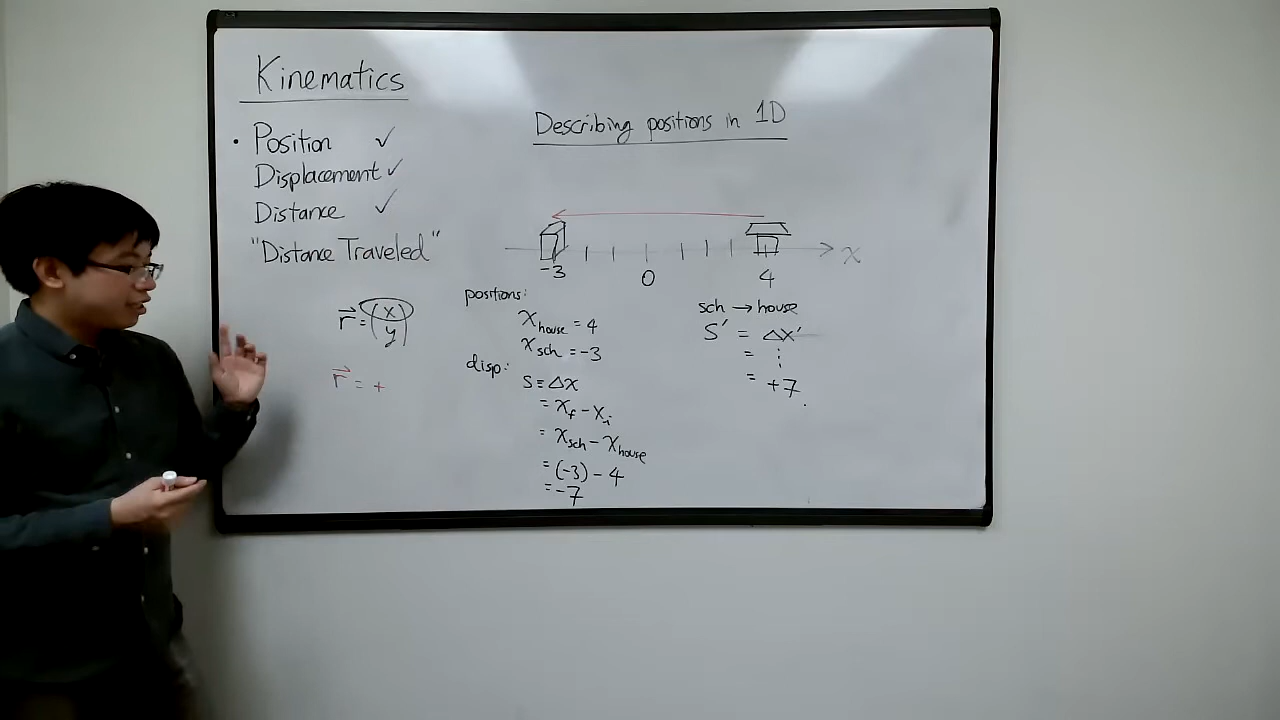 Kinematics
• Position ✓
Displacement ✓
Distance ✓
"Distance Traveled"
r⃗ = (x y)
r⃗ = +
Describing positions in 1D
-3 0 4 x
positions:
x_house = 4
x_sch = -3
disp:
S ≡ Δx
= x_f - x_i
= x_sch - x_house
= (-3) - 4
= -7
sch → house
S' = Δx'
= ⋮
= +7